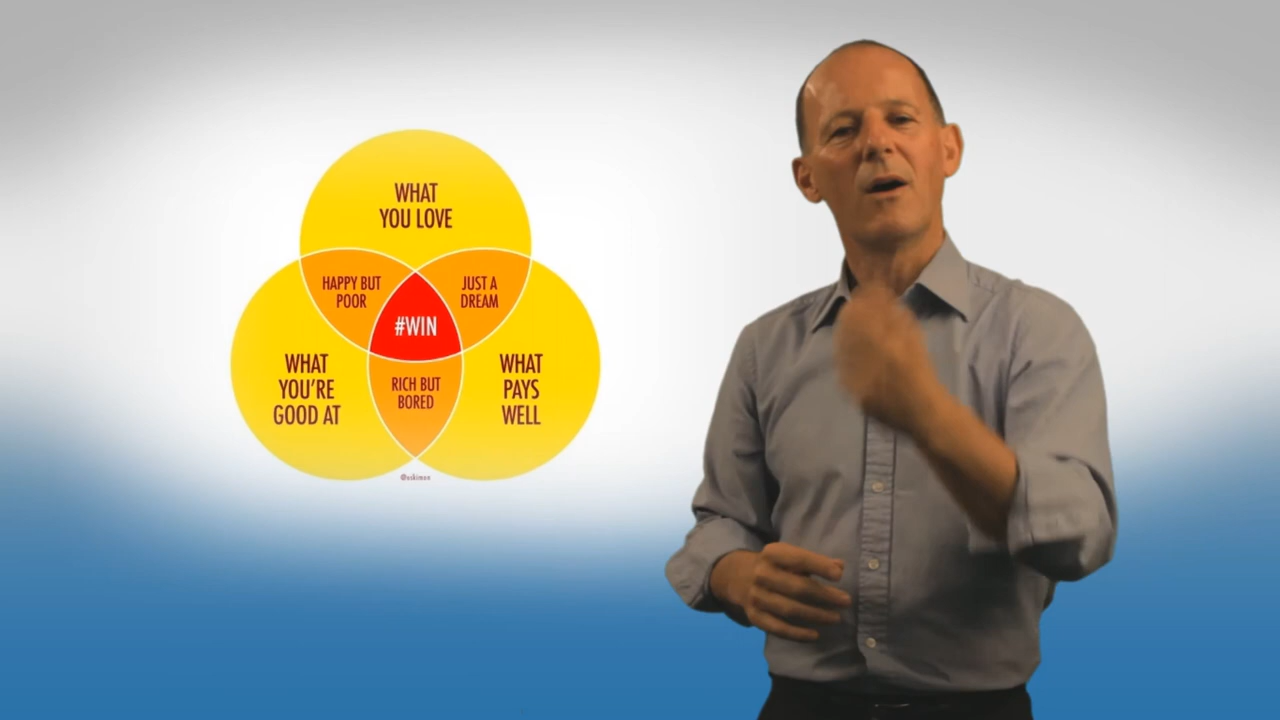 WHAT
YOU LOVE
HAPPY BUT
POOR
JUST A
DREAM
#WIN
WHAT
YOU'RE
GOOD AT
RICH BUT
BORED
WHAT
PAYS
WELL
@eskimon